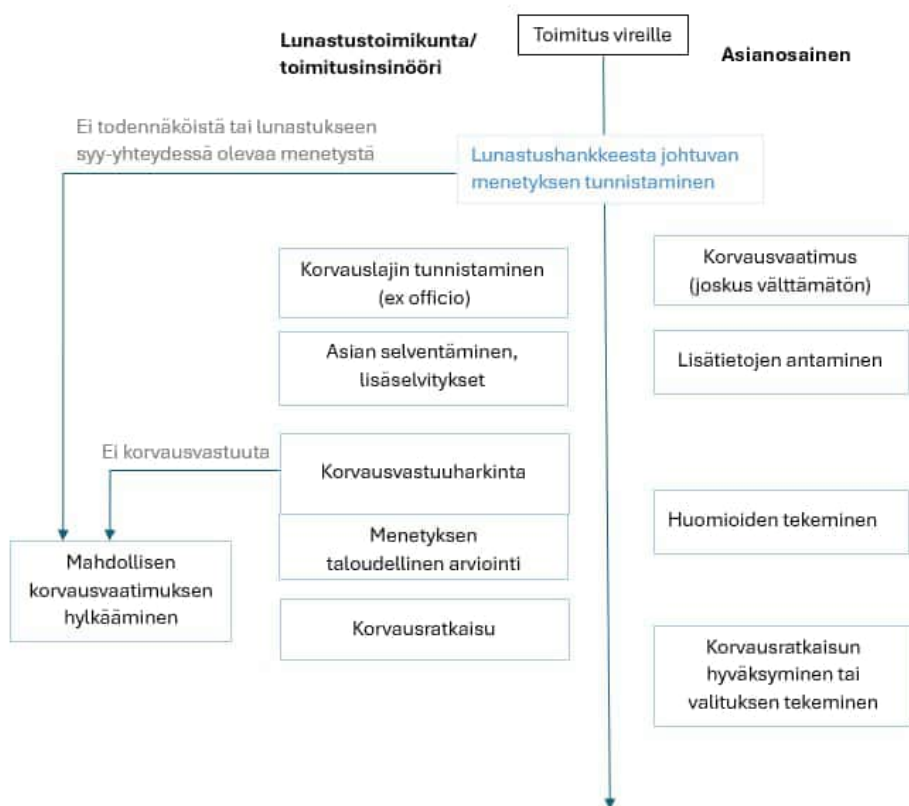 Lunastustoimikunta/
toimitusinsinööri
Toimitus vireille
Asianosainen
Ei todennäköistä tai lunastukseen
syy-yhteydessä olevaa menetystä
Lunastushankkeesta johtuvan
menetyksen tunnistaminen
Korvauslajin tunnistaminen
(ex officio)
Korvausvaatimus
(joskus välttämätön)
Asian selventäminen,
lisäselvitykset
Lisätietojen antaminen
Ei korvausvastuuta
Korvausvastuuharkinta
Huomioiden tekeminen
Menetyksen
taloudellinen arviointi
Mahdollisen
korvausvaatimuksen
hylkääminen
Korvausratkaisu
Korvausratkaisun
hyväksyminen tai
valituksen tekeminen